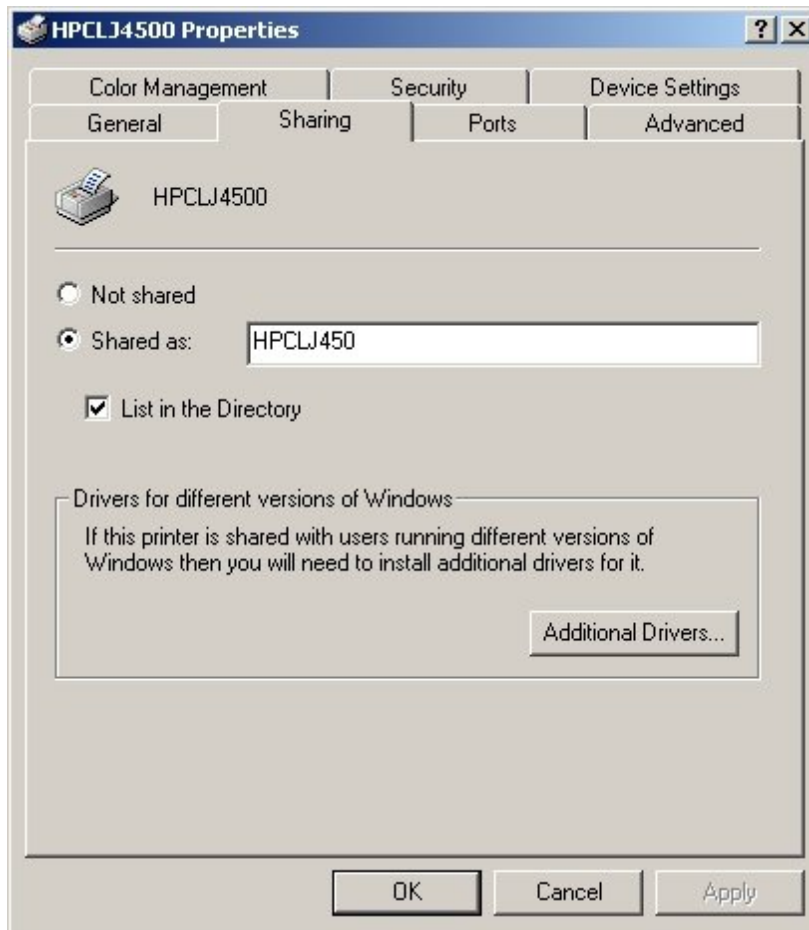 HPCLJ4500 Properties
Color Management Security Device Settings
General Sharing Ports Advanced
HPCLJ4500
Not shared
Shared as: HPCLJ450
List in the Directory
Drivers for different versions of Windows
If this printer is shared with users running different versions of
Windows then you will need to install additional drivers for it.
Additional Drivers...
OK Cancel Apply